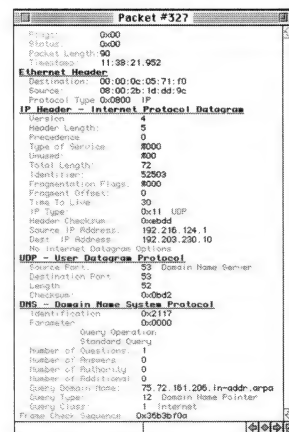 Packet #327
Flags: 0x00
Status: 0x00
Packet Length: 90
Timestamp: 11:38:21.952
Ethernet Header
Destination: 00:00:0c:05:71:f0
Source: 08:00:2b:1d:dd:9c
Protocol Type 0x0800 IP
IP Header - Internet Protocol Datagram
Version 4
Header Length: 5
Precedence 0
Type of Service: %000
Unused: %00
Total Length: 72
Identifier: 52503
Fragmentation Flags. %000
Fragment Offset: 0
Time To Live 30
IP Type: 0x11 UDP
Header Checksum: 0xebdd
Source IP Address. 192.216.124.1
Dest. IP Address. 192.203.230.10
No Internet Datagram Options
UDP - User Datagram Protocol
Source Port. 53 Domain Name Server
Destination Port 53
Length: 52
Checksum: 0x0bd2
DNS - Domain Name System Protocol
Identification 0x2117
Parameter 0x0000
Query Operation
Standard Query
Number of Questions. 1
Number of Answers 0
Number of Authority 0
Number of Additional 0
Query Domain Name: 75.72.161.206.in-addr.arpa
Query Type: 12 Domain Name Pointer
Query Class: 1 Internet
Frame Check Sequence: 0x36b3bf0a